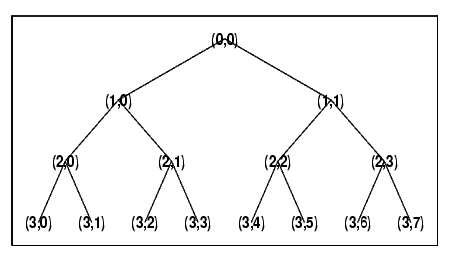 (0,0)
(1,0) (1,1)
(2,0) (2,1) (2,2) (2,3)
(3,0) (3,1) (3,2) (3,3) (3,4) (3,5) (3,6) (3,7)